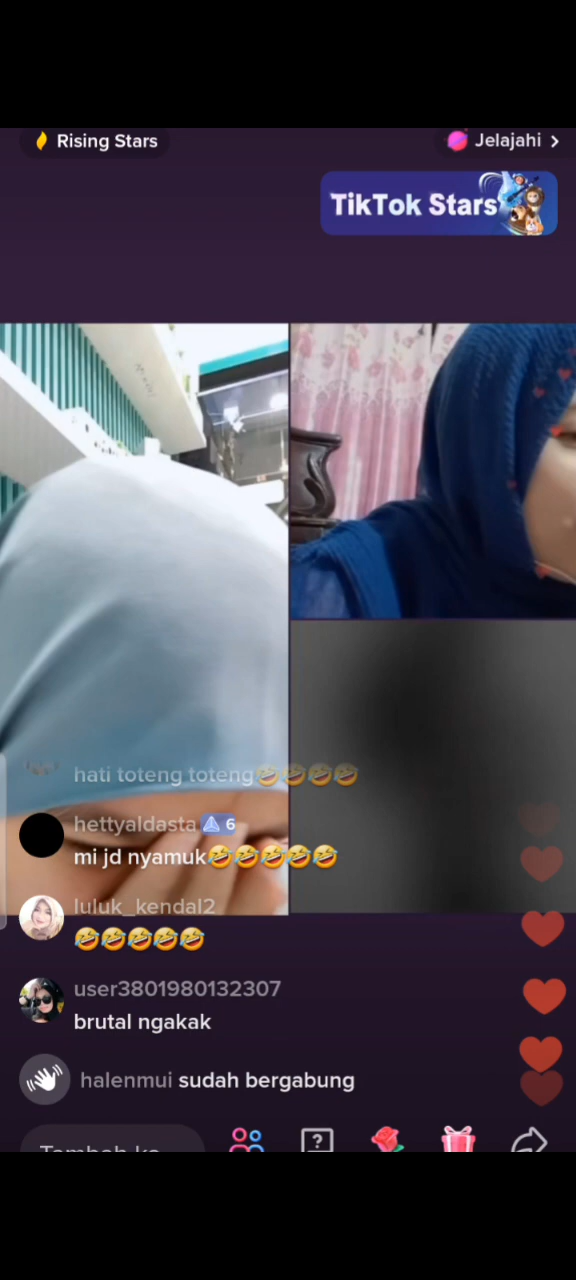 Rising Stars
Jelajahi
TikTok Stars
hati toteng toteng🤣🤣🤣🤣
hettyaldasta 6
mi jd nyamuk🤣🤣🤣🤣🤣
luluk_kendal2
🤣🤣🤣🤣🤣
user3801980132307
brutal ngakak
halenmui sudah bergabung